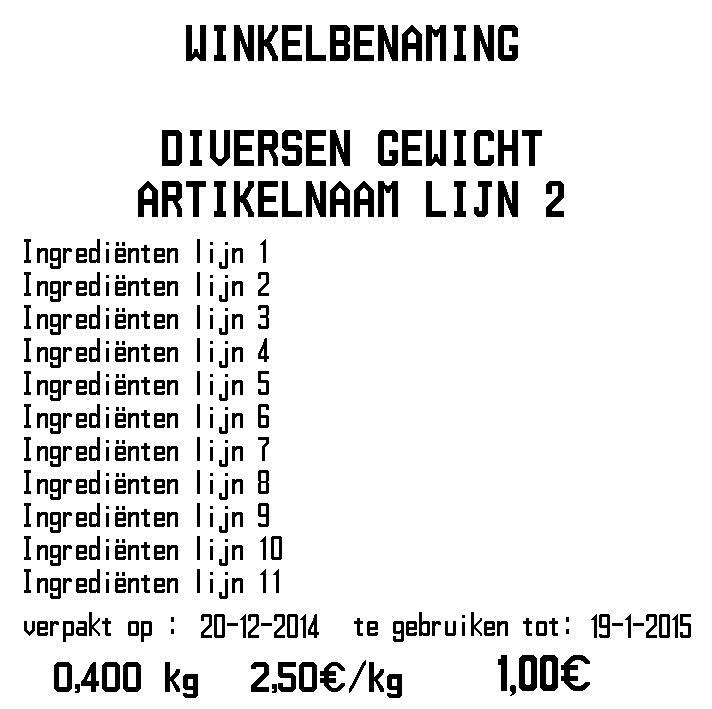 WINKELBENAMING
DIVERSEN GEWICHT
ARTIKELNAAM LIJN 2
Ingrediënten lijn 1
Ingrediënten lijn 2
Ingrediënten lijn 3
Ingrediënten lijn 4
Ingrediënten lijn 5
Ingrediënten lijn 6
Ingrediënten lijn 7
Ingrediënten lijn 8
Ingrediënten lijn 9
Ingrediënten lijn 10
Ingrediënten lijn 11
verpakt op : 20-12-2014 te gebruiken tot: 19-1-2015
0,400 kg 2,50€/kg 1,00€